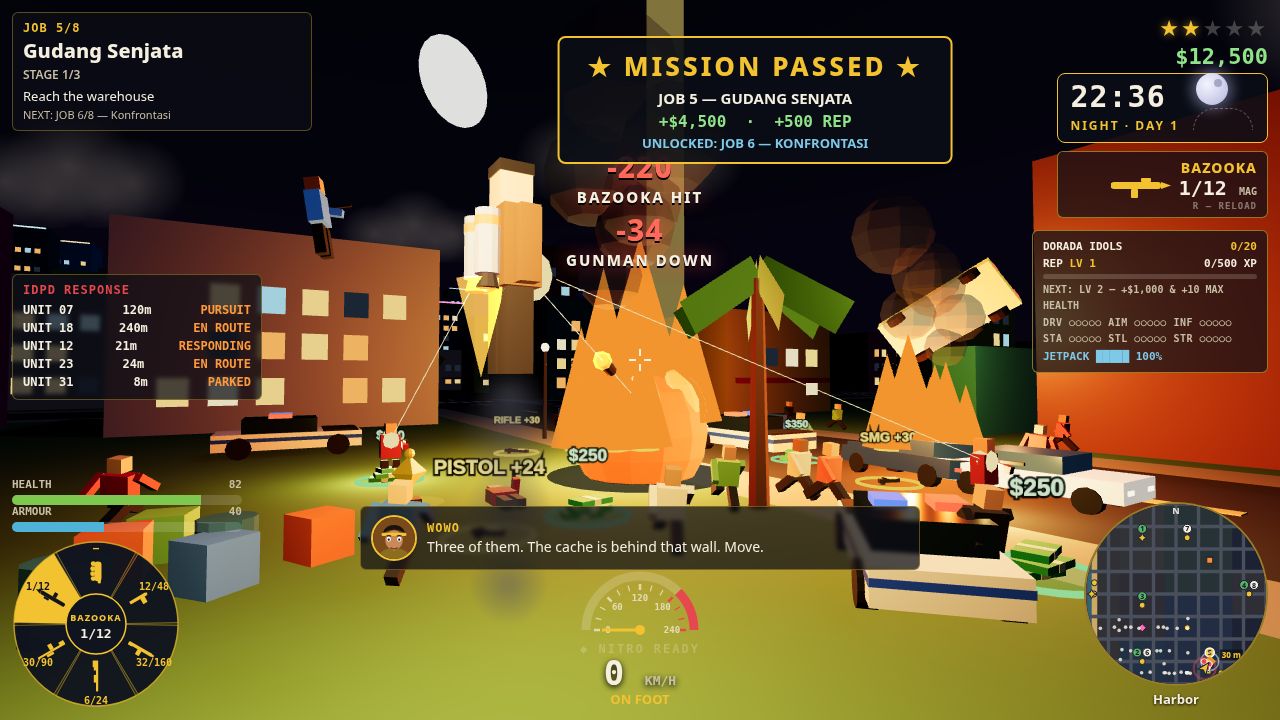 JOB 5/8
Gudang Senjata
STAGE 1/3
Reach the warehouse
NEXT: JOB 6/8 — Konfrontasi
★ MISSION PASSED ★
JOB 5 — GUDANG SENJATA
+$4,500 · +500 REP
UNLOCKED: JOB 6 — KONFRONTASI
$12,500
22:36
NIGHT · DAY 1
BAZOOKA
1/12 MAG
R — RELOAD
-220
BAZOOKA HIT
-34
GUNMAN DOWN
DORADA IDOLS 0/20
REP LV 1 0/500 XP
NEXT: LV 2 — +$1,000 & +10 MAX
HEALTH
DRV ○○○○○ AIM ○○○○○ INF ○○○○○
STA ○○○○○ STL ○○○○○ STR ○○○○○
JETPACK █████ 100%
IDPD RESPONSE
UNIT 07 120m PURSUIT
UNIT 18 240m EN ROUTE
UNIT 12 21m RESPONDING
UNIT 23 24m EN ROUTE
UNIT 31 8m PARKED
RIFLE +30
$350
SMG +30
$250
PISTOL +24
$250
HEALTH 82
ARMOUR 40
WOWO
Three of them. The cache is behind that wall. Move.
1/12
12/48
BAZOOKA
1/12
30/90
32/160
6/24
0 60 120 180 240
◆ NITRO READY
0 KM/H
ON FOOT
N
30 m
Harbor